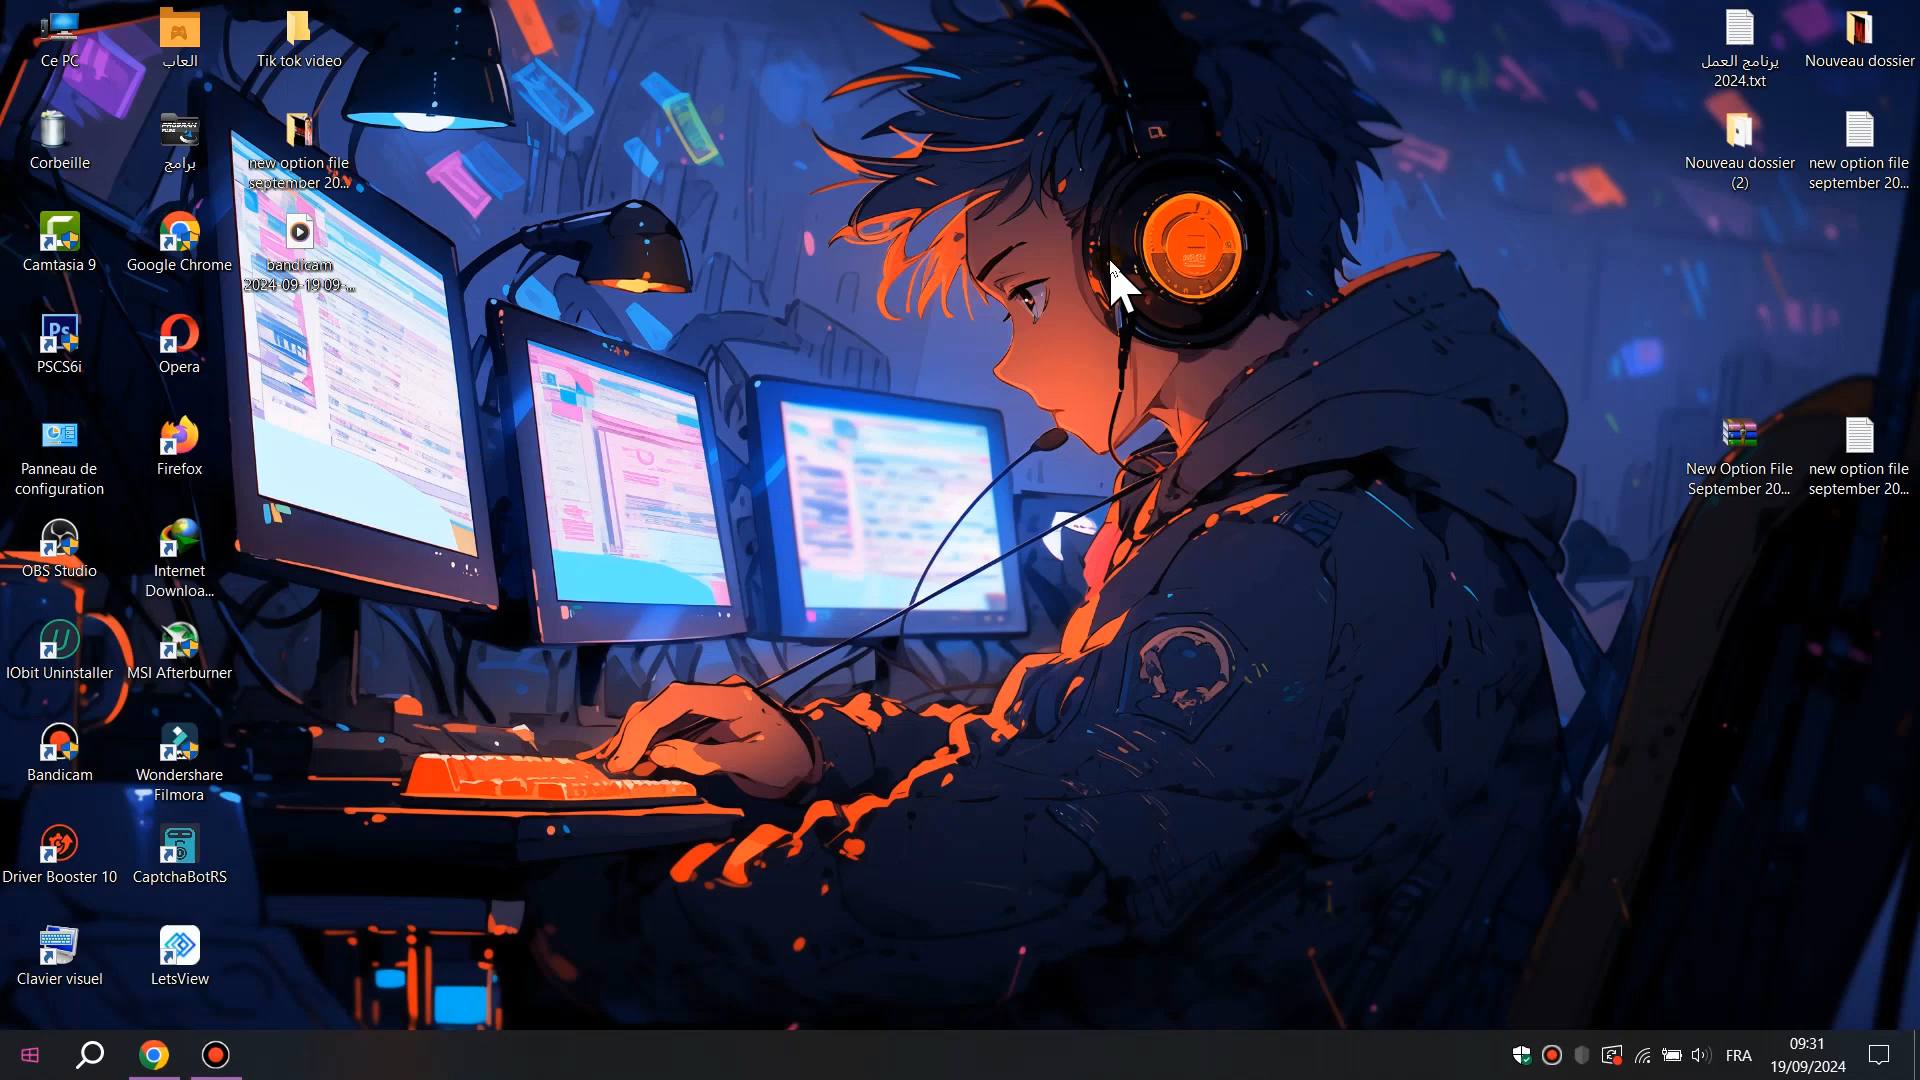 Ce PC
العاب
Tik tok video
يرنامج العمل
2024.txt
Nouveau dossier
Corbeille
برامج
new option file
september 20...
Nouveau dossier
(2)
new option file
september 20...
Camtasia 9
Google Chrome
bandicam
2024-09-19 09-...
PSCS6i
Opera
Panneau de
configuration
Firefox
New Option File
September 20...
new option file
september 20...
OBS Studio
Internet
Downloa...
IObit Uninstaller
MSI Afterburner
Bandicam
Wondershare
Filmora
Driver Booster 10
CaptchaBotRS
Clavier visuel
LetsView
FRA
09:31
19/09/2024